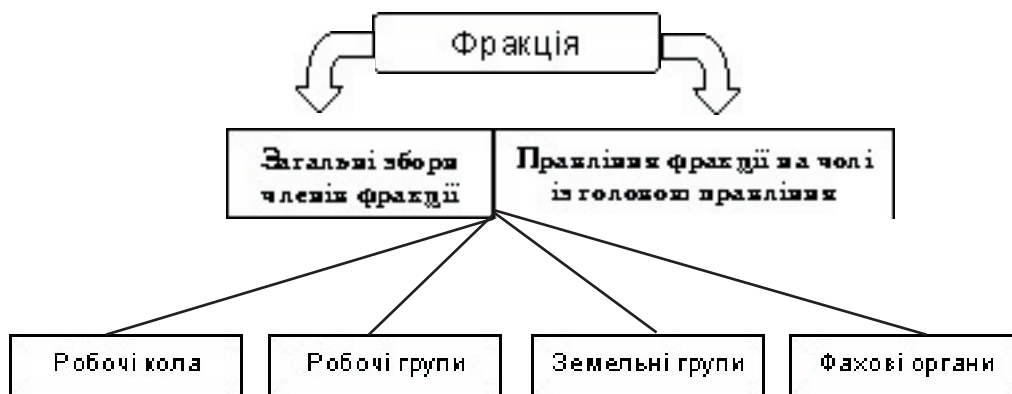 Фракція
Загальні збори
членів фракції
Правління фракції на чолі
із головою правління
Робочі кола
Робочі групи
Земельні групи
Фахові органи